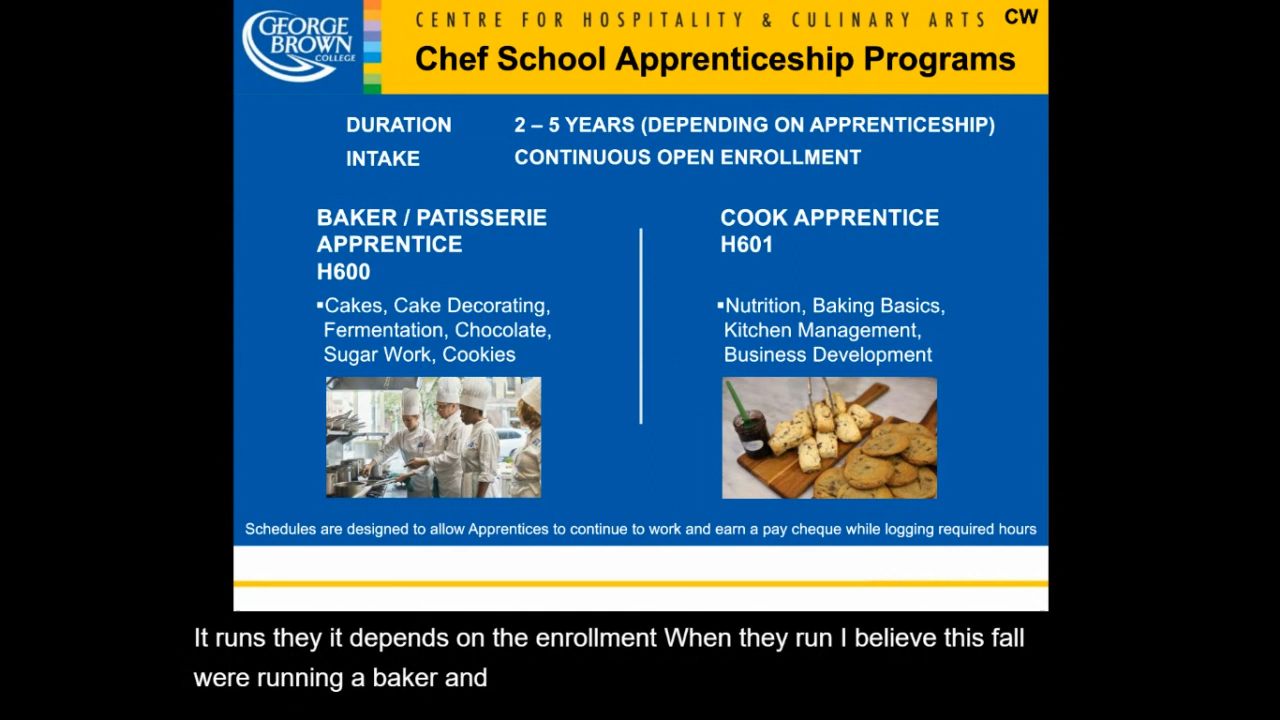 GEORGE
BROWN
COLLEGE
CENTRE FOR HOSPITALITY & CULINARY ARTS
CW
Chef School Apprenticeship Programs
DURATION 2 – 5 YEARS (DEPENDING ON APPRENTICESHIP)
INTAKE CONTINUOUS OPEN ENROLLMENT
BAKER / PATISSERIE
APPRENTICE
H600
▪Cakes, Cake Decorating,
Fermentation, Chocolate,
Sugar Work, Cookies
COOK APPRENTICE
H601
▪Nutrition, Baking Basics,
Kitchen Management,
Business Development
Schedules are designed to allow Apprentices to continue to work and earn a pay cheque while logging required hours
It runs they it depends on the enrollment When they run I believe this fall
were running a baker and